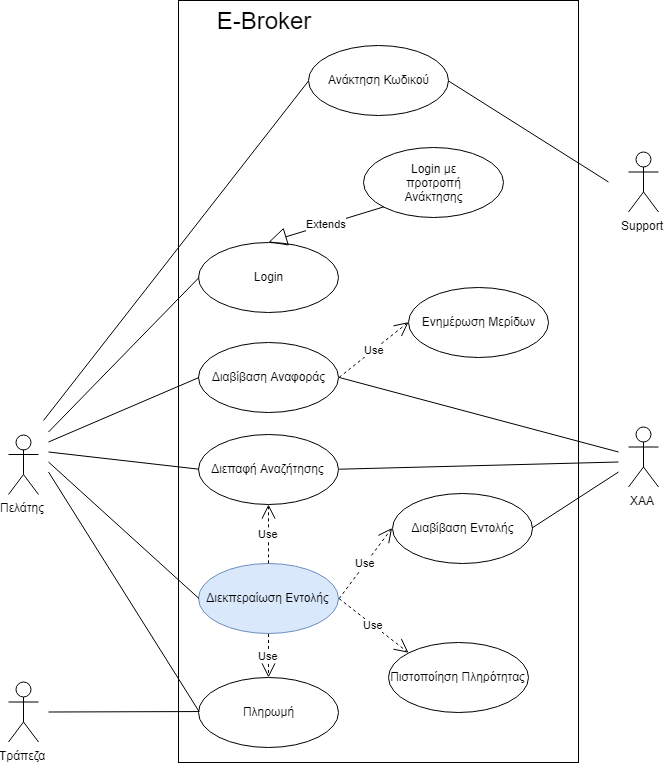 E-Broker
Ανάκτηση Κωδικού
Login με
προτροπή
Ανάκτησης
Support
Extends
Login
Ενημέρωση Μερίδων
Use
Διαβίβαση Αναφοράς
Πελάτης
Διεπαφή Αναζήτησης
ΧΑΑ
Διαβίβαση Εντολής
Use
Use
Διεκπεραίωση Εντολής
Use
Use
Πιστοποίηση Πληρότητας
Πληρωμή
Τράπεζα